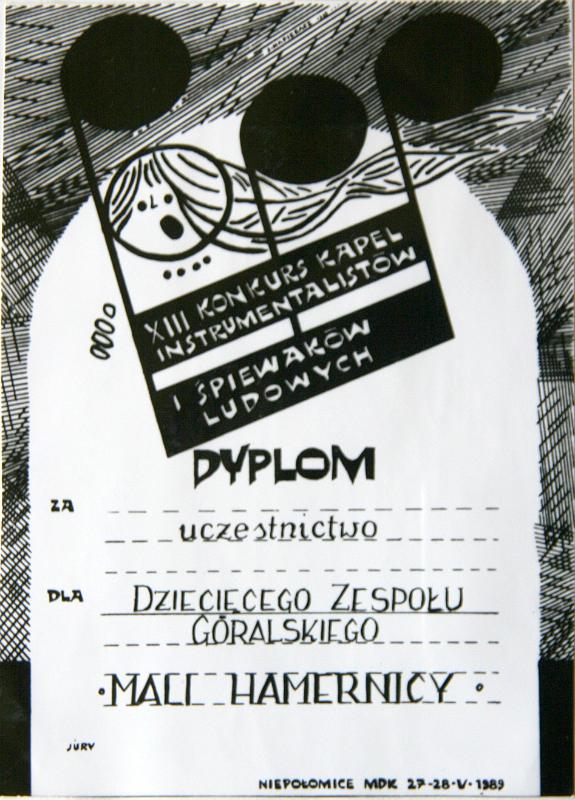 XIII KONKURS KAPEL
INSTRUMENTALISTÓW
I ŚPIEWAKÓW
LUDOWYCH
DYPLOM
ZA
uczestnictwo
DLA
DZIECIĘCEGO ZESPOŁU
GÓRALSKIEGO
·MALI HAMERNICY·
JURY
NIEPOŁOMICE MDK 27-28-V-1989